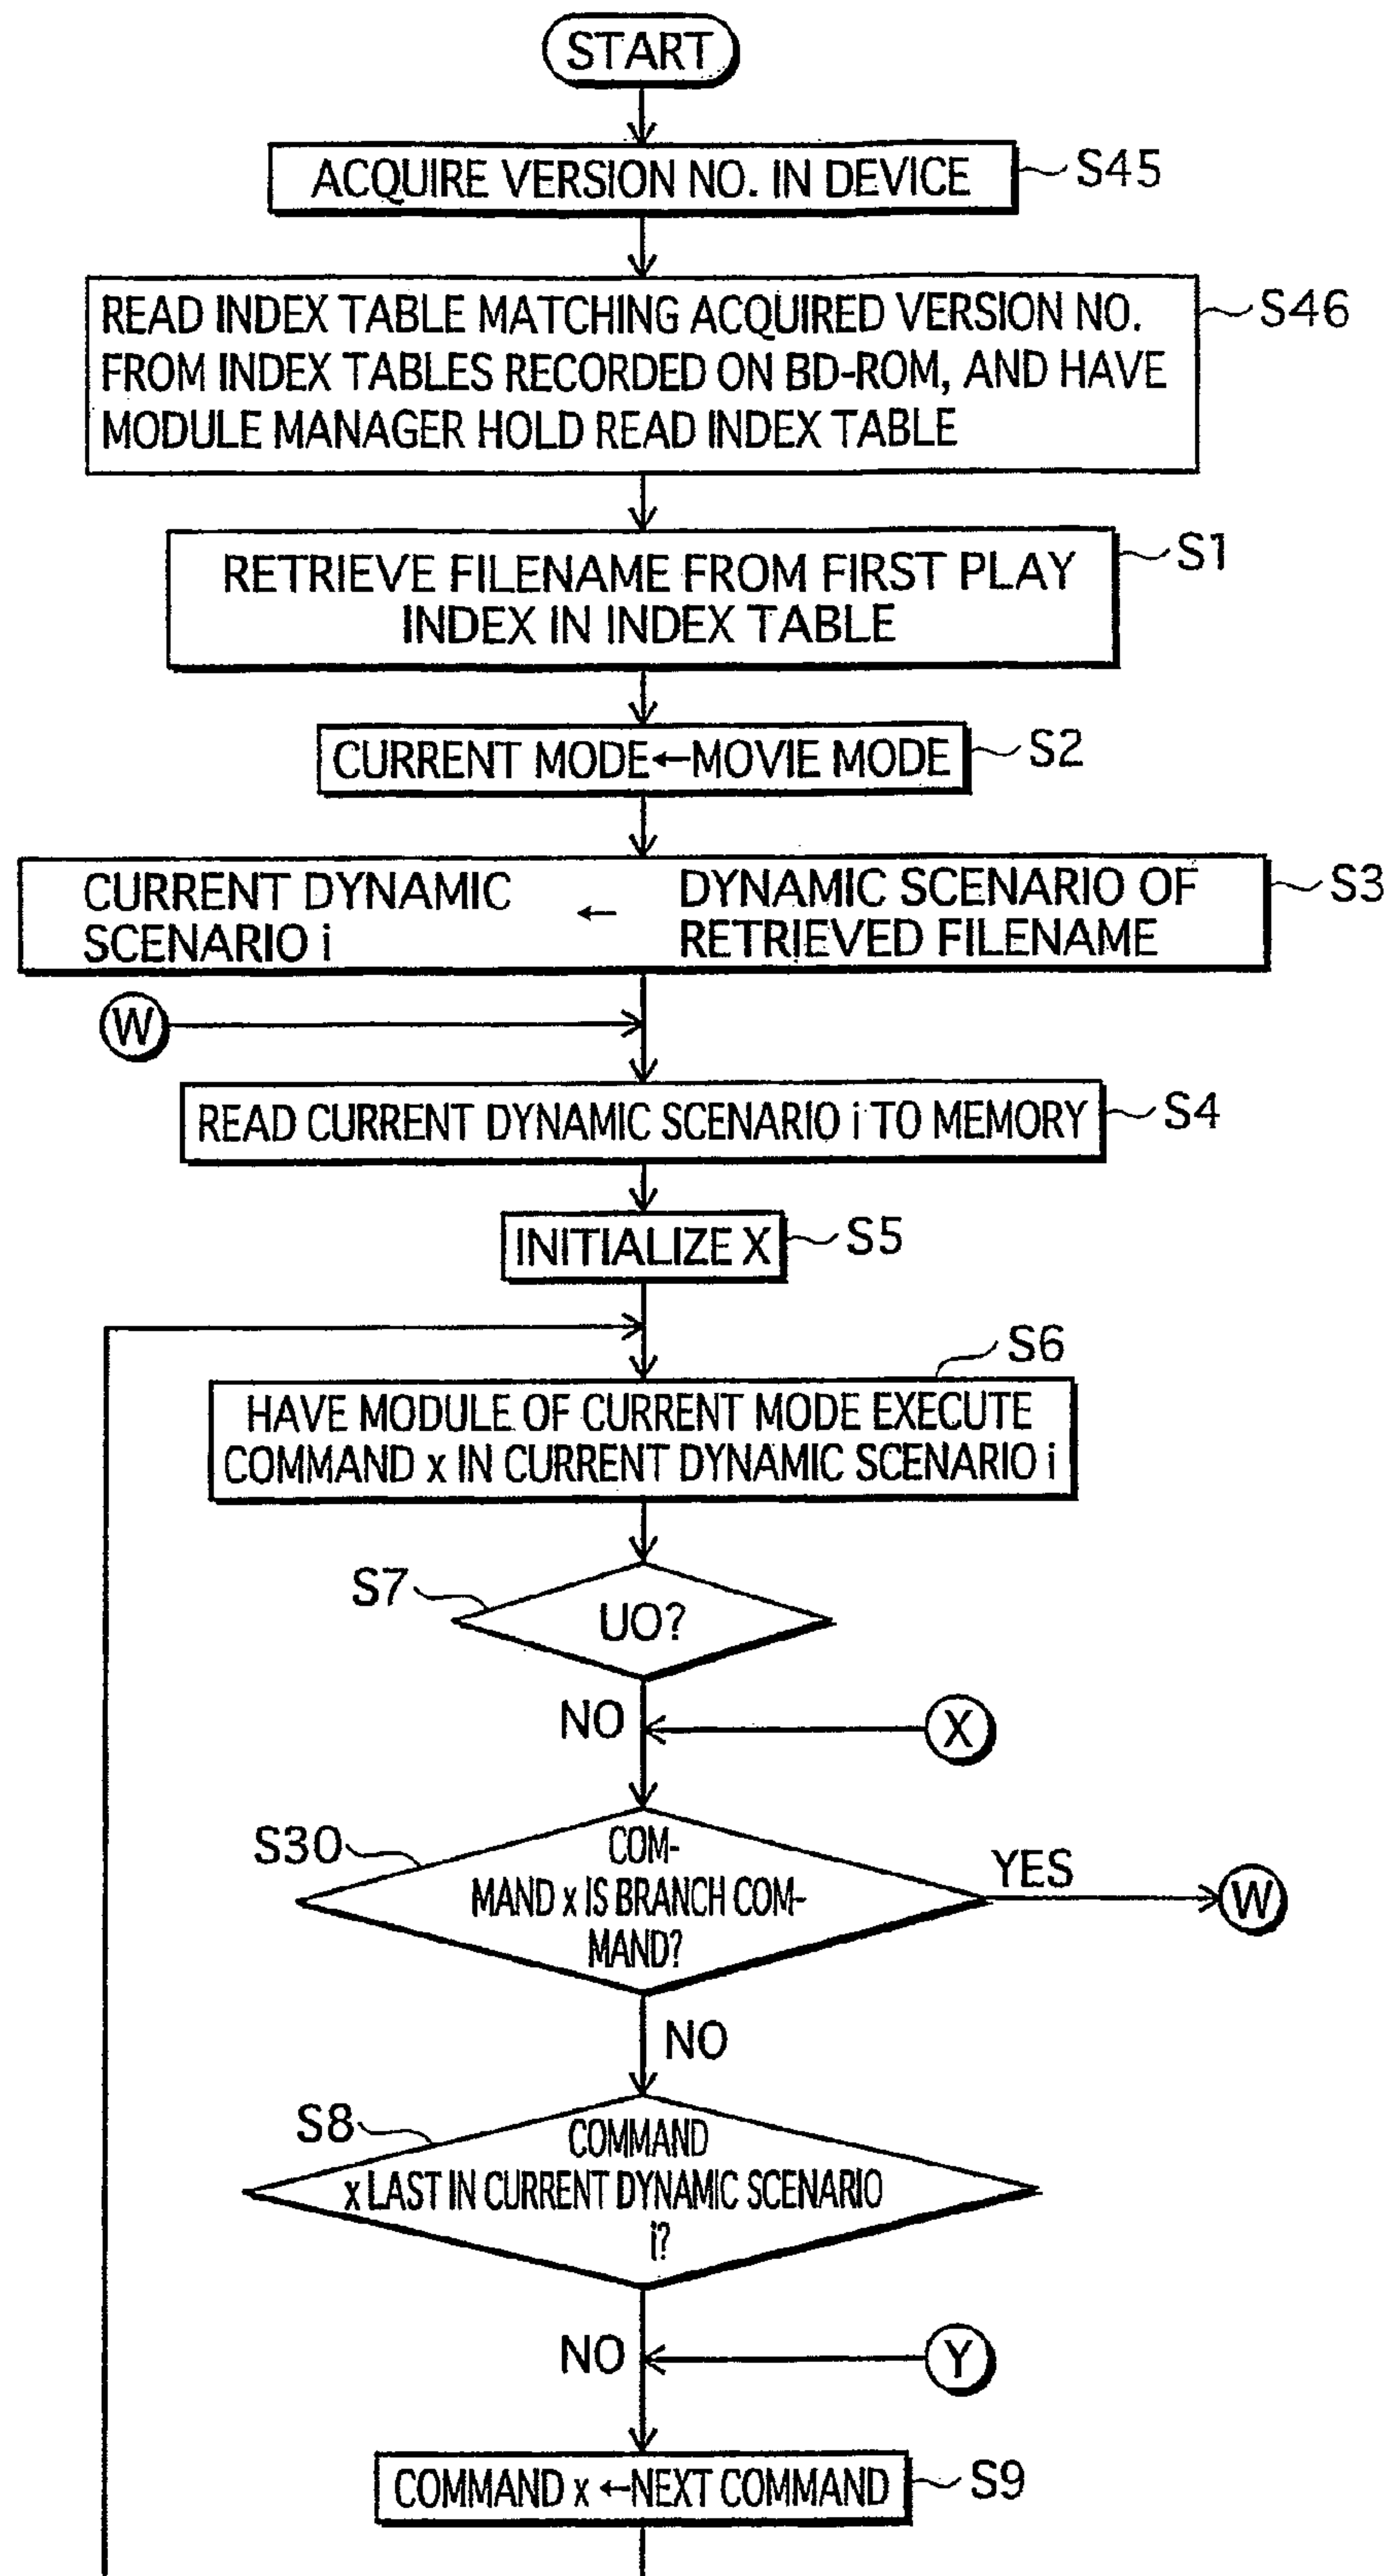 START
ACQUIRE VERSION NO. IN DEVICE
S45
READ INDEX TABLE MATCHING ACQUIRED VERSION NO.
FROM INDEX TABLES RECORDED ON BD-ROM, AND HAVE
MODULE MANAGER HOLD READ INDEX TABLE
S46
RETRIEVE FILENAME FROM FIRST PLAY
INDEX IN INDEX TABLE
S1
CURRENT MODE←MOVIE MODE
S2
CURRENT DYNAMIC
SCENARIO i
←
DYNAMIC SCENARIO OF
RETRIEVED FILENAME
S3
W
READ CURRENT DYNAMIC SCENARIO i TO MEMORY
S4
INITIALIZE X
S5
S6
HAVE MODULE OF CURRENT MODE EXECUTE
COMMAND x IN CURRENT DYNAMIC SCENARIO i
S7
UO?
NO
X
S30
COM-
MAND x IS BRANCH COM-
MAND?
YES
W
NO
S8
COMMAND
x LAST IN CURRENT DYNAMIC SCENARIO
i?
NO
Y
COMMAND x ←NEXT COMMAND
S9